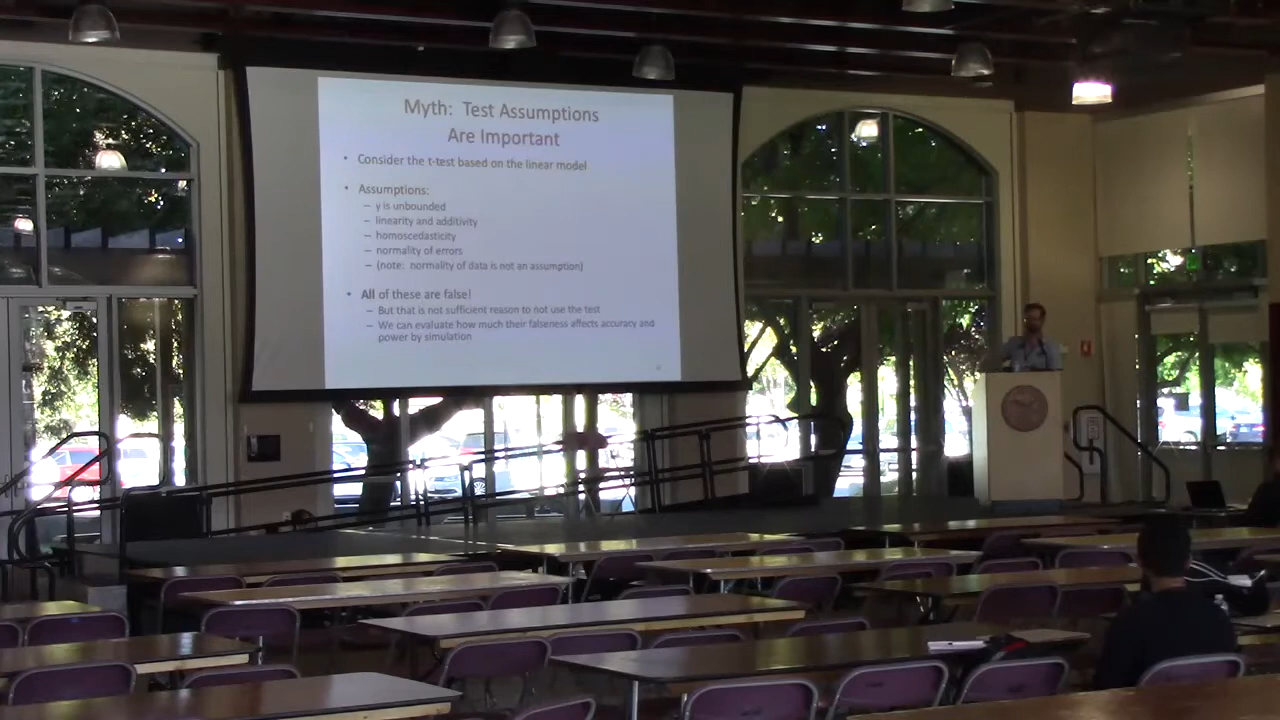 Myth: Test Assumptions
Are Important
• Consider the t-test based on the linear model
• Assumptions:
– y is unbounded
– linearity and additivity
– homoscedasticity
– normality of errors
– (note: normality of data is not an assumption)
• All of these are false!
– But that is not sufficient reason to not use the test
– We can evaluate how much their falseness affects accuracy and
power by simulation